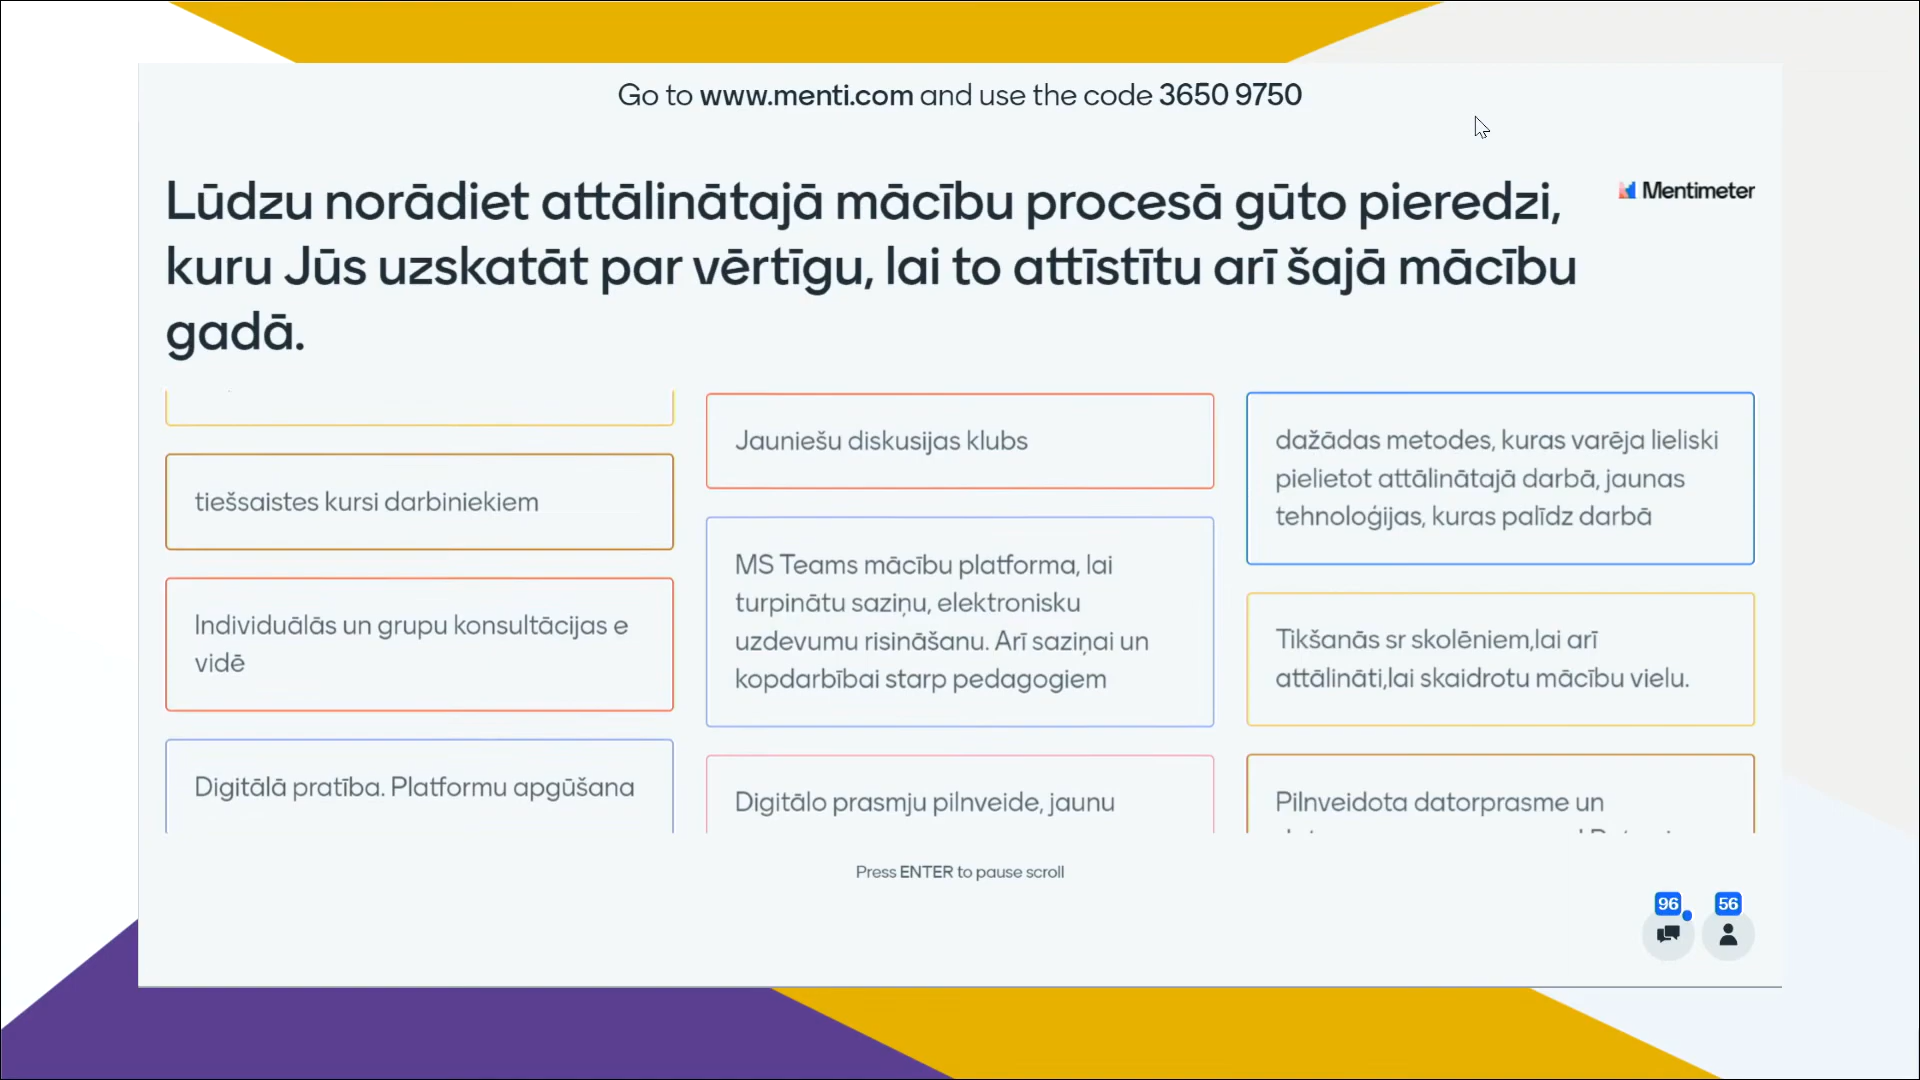 Go to www.menti.com and use the code 3650 9750
Lūdzu norādiet attālinātajā mācību procesā gūto pieredzi,
kuru Jūs uzskatāt par vērtīgu, lai to attīstītu arī šajā mācību
gadā.
Mentimeter
tiešsaistes kursi darbiniekiem
Individuālās un grupu konsultācijas e
vidē
Digitālā pratība. Platformu apgūšana
Jauniešu diskusijas klubs
MS Teams mācību platforma, lai
turpinātu saziņu, elektronisku
uzdevumu risināšanu. Arī saziņai un
kopdarbībai starp pedagogiem
Digitālo prasmju pilnveide, jaunu
dažādas metodes, kuras varēja lieliski
pielietot attālinātajā darbā, jaunas
tehnoloģijas, kuras palīdz darbā
Tikšanās sr skolēniem,lai arī
attālināti,lai skaidrotu mācību vielu.
Pilnveidota datorprasme un
Press ENTER to pause scroll
96
56